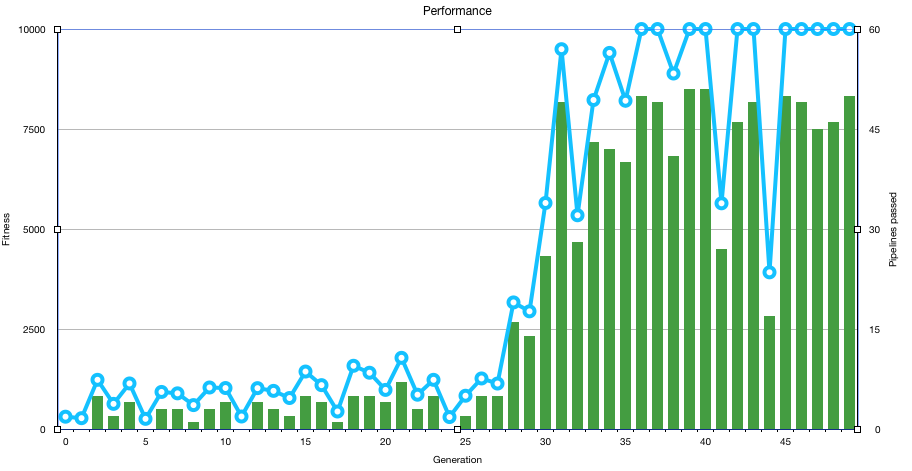 Performance
10000 60
7500 45
5000 30
2500 15
0 0
Fitness
Pipelines passed
0 5 10 15 20 25 30 35 40 45
Generation